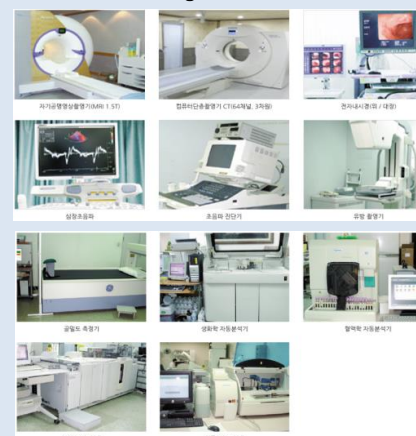 자기공명영상촬영기(MRI 1.5T)
컴퓨터단층촬영기 CT(64채널, 3차원)
전자내시경(위 / 대장)
심장초음파
초음파 진단기
유방 촬영기
골밀도 측정기
생화학 자동분석기
혈액학 자동분석기